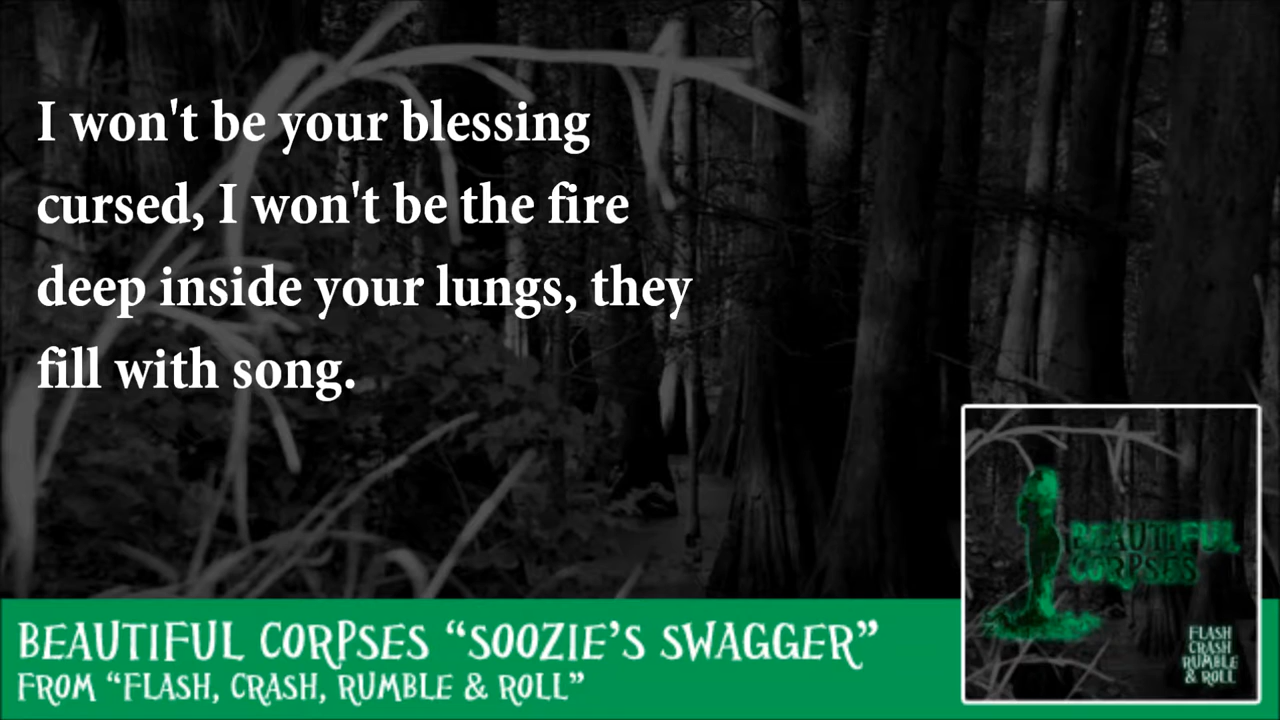 I won't be your blessing
cursed, I won't be the fire
deep inside your lungs, they
fill with song.
BEAUTIFUL CORPSES “SOOZIE’S SWAGGER”
FROM “FLASH, CRASH, RUMBLE & ROLL”
BEAUTIFUL
CORPSES
FLASH
CRASH
RUMBLE
& ROLL